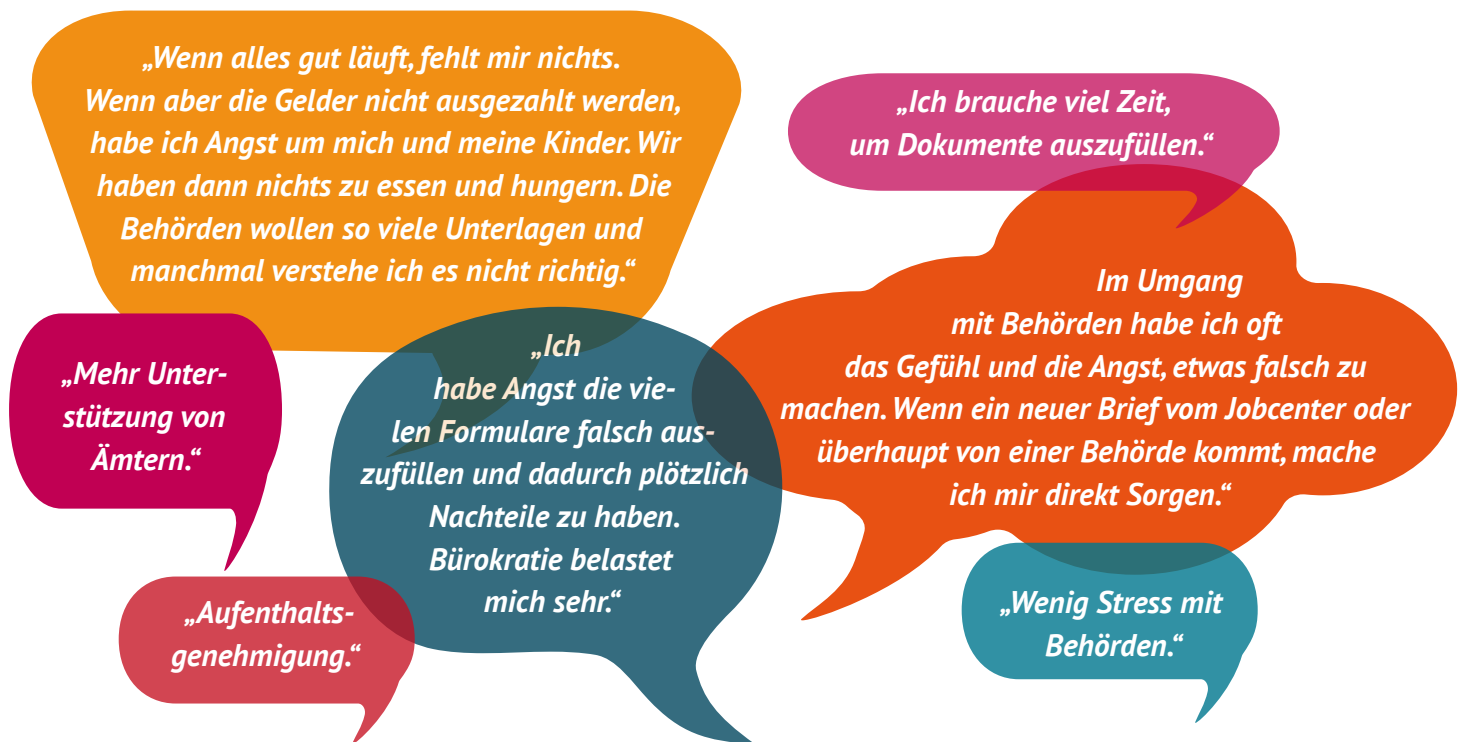 „Wenn alles gut läuft, fehlt mir nichts.
Wenn aber die Gelder nicht ausgezahlt werden,
habe ich Angst um mich und meine Kinder. Wir
haben dann nichts zu essen und hungern. Die
Behörden wollen so viele Unterlagen und
manchmal verstehe ich es nicht richtig.“
„Ich brauche viel Zeit,
um Dokumente auszufüllen.“
„Mehr Unter-
stützung von
Ämtern.“
„Ich
habe Angst die vie-
len Formulare falsch aus-
zufüllen und dadurch plötzlich
Nachteile zu haben.
Bürokratie belastet
mich sehr.“
Im Umgang
mit Behörden habe ich oft
das Gefühl und die Angst, etwas falsch zu
machen. Wenn ein neuer Brief vom Jobcenter oder
überhaupt von einer Behörde kommt, mache
ich mir direkt Sorgen.“
„Aufenthalts-
genehmigung.“
„Wenig Stress mit
Behörden.“